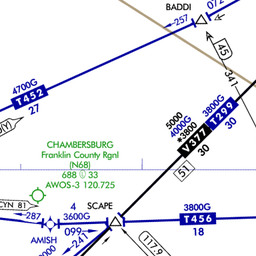 BADDI
257
072
45
341
4700G
T452
27
(Y)
5000
4000G
*3800
V377
30
3800G
T299
30
51
CHAMBERSBURG
Franklin County Rgnl
(N68)
688 Ⓛ 33
AWOS-3 120.725
CYN 81
287
4
3600G
SCAPE
AMISH
099
241
3800G
T456
18
117.9